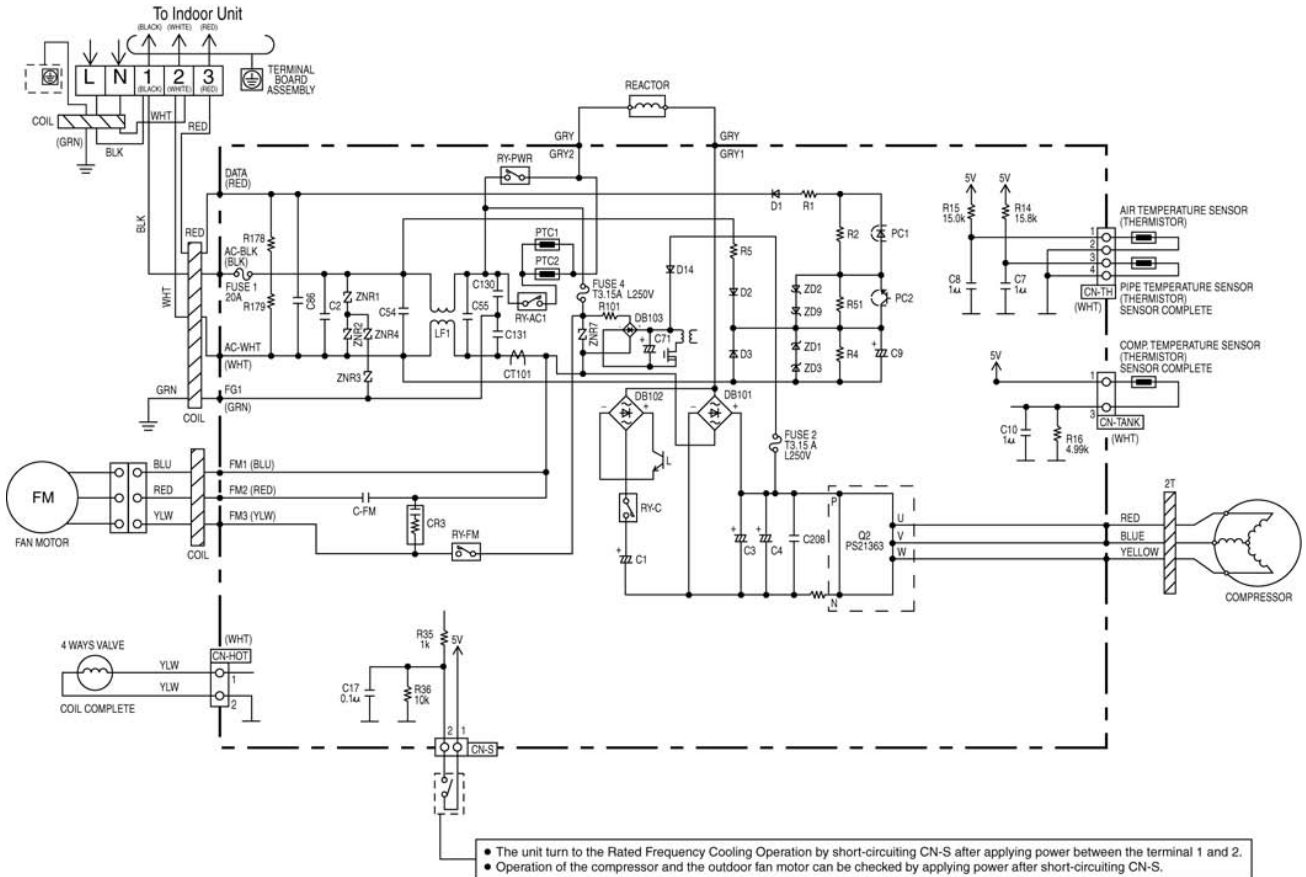 To Indoor Unit
(BLACK) (WHITE) (RED)
L N 1 2 3
(BLACK) (WHITE) (RED)
TERMINAL
BOARD
ASSEMBLY
COIL
WHT
RED
(GRN)
BLK
REACTOR
GRY GRY
GRY2 GRY1
RY-PWR
DATA
(RED)
D1 R1
5V 5V
R15
15.0k
R14
15.8k
AIR TEMPERATURE SENSOR
(THERMISTOR)
1
2
3
4
C8
1u
C7
1u
CN-TH
(WHT)
PIPE TEMPERATURE SENSOR
(THERMISTOR)
SENSOR COMPLETE
BLK
RED
R178
AC-BLK
(BLK)
FUSE 1
20A
R179
WHT
C86
C2
ZNR1
ZNR2
ZNR4
ZNR3
C54
LF1
C55
C130
C131
PTC1
PTC2
RY-AC1
FUSE 4
T3.15A L250V
R101
ZNR7
DB103
C71
D14
R5
D2
D3
R2
PC1
ZD2
ZD9
R51
PC2
ZD1
ZD3
R4
C9
AC-WHT
(WHT)
CT101
GRN
FG1
(GRN)
COIL
5V
COMP. TEMPERATURE SENSOR
(THERMISTOR)
SENSOR COMPLETE
1
3
CN-TANK
(WHT)
C10
1u
R16
4.99k
DB102
DB101
L
FUSE 2
T3.15 A
L250V
FM
FAN MOTOR
BLU
RED
YLW
COIL
FM1 (BLU)
FM2 (RED)
FM3 (YLW)
C-FM
CR3
RY-FM
RY-C
C1
C3
C4
C208
P
N
Q2
PS21363
U
V
W
2T
RED
BLUE
YELLOW
COMPRESSOR
4 WAYS VALVE
YLW
YLW
COIL COMPLETE
(WHT)
CN-HOT
1
2
R35
1k
5V
C17
0.1u
R36
10k
2 1
CN-S
• The unit turn to the Rated Frequency Cooling Operation by short-circuiting CN-S after applying power between the terminal 1 and 2.
• Operation of the compressor and the outdoor fan motor can be checked by applying power after short-circuiting CN-S.